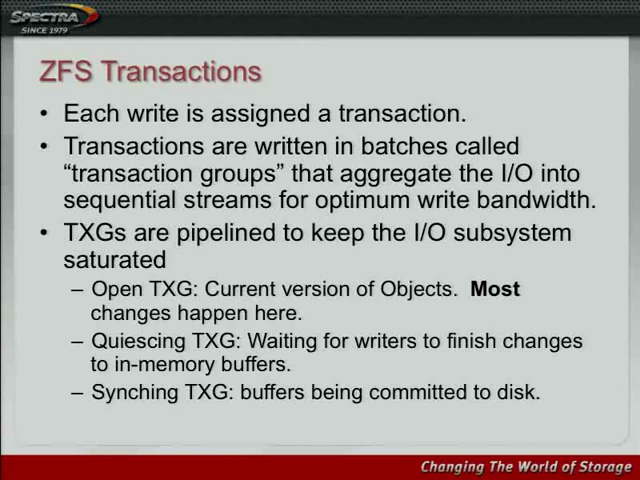 SPECTRA
SINCE 1979
ZFS Transactions
• Each write is assigned a transaction.
• Transactions are written in batches called
“transaction groups” that aggregate the I/O into
sequential streams for optimum write bandwidth.
• TXGs are pipelined to keep the I/O subsystem
saturated
– Open TXG: Current version of Objects. Most
changes happen here.
– Quiescing TXG: Waiting for writers to finish changes
to in-memory buffers.
– Synching TXG: buffers being committed to disk.
Changing The World of Storage